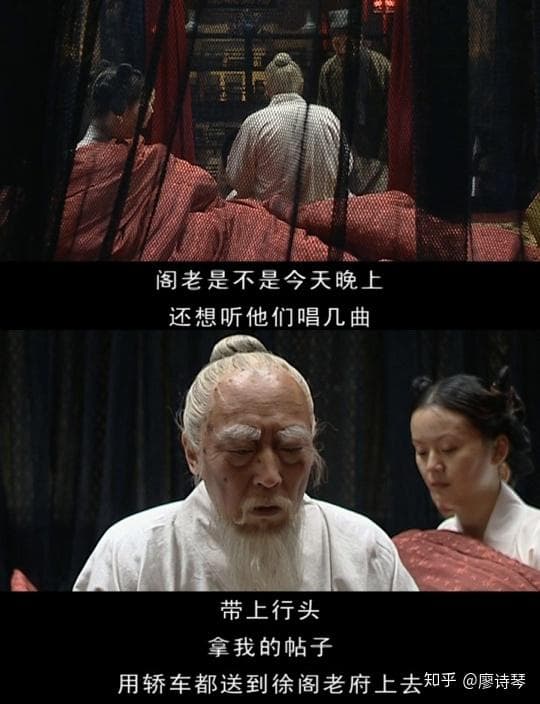 阁老是不是今天晚上
还想听他们唱几曲
带上行头
拿我的帖子
用轿车都送到徐阁老府上去
知乎 @廖诗琴